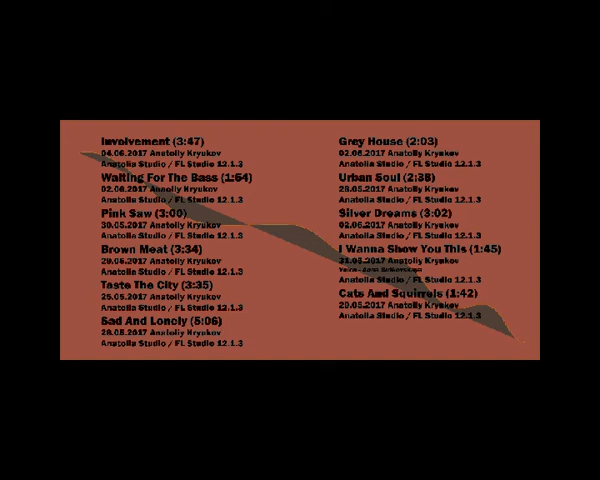 Involvement (3:47)
04.06.2017 Anatoliy Kryukov
Anatolia Studio / FL Studio 12.1.3
Waiting For The Bass (1:54)
02.06.2017 Anatoliy Kryukov
Anatolia Studio / FL Studio 12.1.3
Pink Saw (3:00)
30.05.2017 Anatoliy Kryukov
Anatolia Studio / FL Studio 12.1.3
Brown Meat (3:34)
29.05.2017 Anatoliy Kryukov
Anatolia Studio / FL Studio 12.1.3
Taste The City (3:35)
25.05.2017 Anatoliy Kryukov
Anatolia Studio / FL Studio 12.1.3
Sad And Lonely (5:06)
28.05.2017 Anatoliy Kryukov
Anatolia Studio / FL Studio 12.1.3
Grey House (2:03)
02.06.2017 Anatoliy Kryukov
Anatolia Studio / FL Studio 12.1.3
Urban Soul (2:38)
28.05.2017 Anatoliy Kryukov
Anatolia Studio / FL Studio 12.1.3
Silver Dreams (3:02)
02.06.2017 Anatoliy Kryukov
Anatolia Studio / FL Studio 12.1.3
I Wanna Show You This (1:45)
31.05.2017 Anatoliy Kryukov
Voice -
Anatolia Studio / FL Studio 12.1.3
Cats And Squirrels (1:42)
29.05.2017 Anatoliy Kryukov
Anatolia Studio / FL Studio 12.1.3